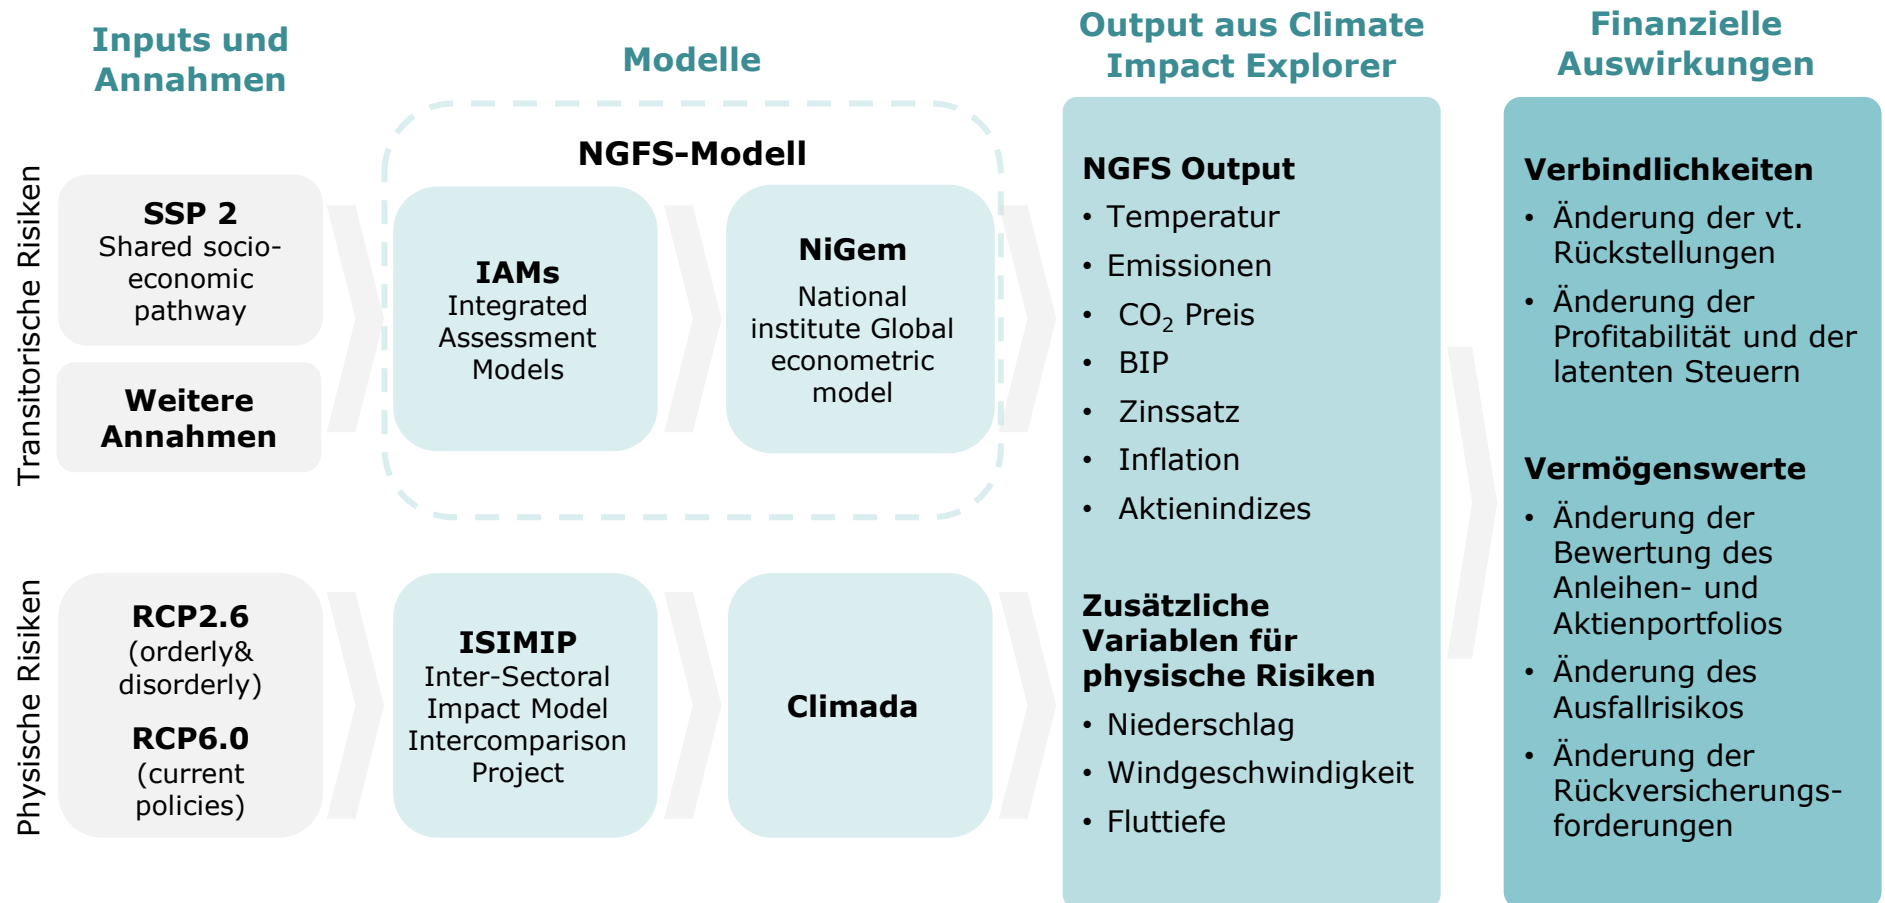 Inputs und
Annahmen
Modelle
Output aus Climate
Impact Explorer
Finanzielle
Auswirkungen
Transitorische Risiken
SSP 2
Shared socio-
economic
pathway
Weitere
Annahmen
NGFS-Modell
IAMs
Integrated
Assessment
Models
NiGem
National
institute Global
econometric
model
Physische Risiken
RCP2.6
(orderly&
disorderly)
RCP6.0
(current
policies)
ISIMIP
Inter-Sectoral
Impact Model
Intercomparison
Project
Climada
NGFS Output
• Temperatur
• Emissionen
• CO₂ Preis
• BIP
• Zinssatz
• Inflation
• Aktienindizes
Zusätzliche
Variablen für
physische Risiken
• Niederschlag
• Windgeschwindigkeit
• Fluttiefe
Verbindlichkeiten
• Änderung der vt.
Rückstellungen
• Änderung der
Profitabilität und der
latenten Steuern
Vermögenswerte
• Änderung der
Bewertung des
Anleihen- und
Aktienportfolios
• Änderung des
Ausfallrisikos
• Änderung der
Rückversicherungs-
forderungen